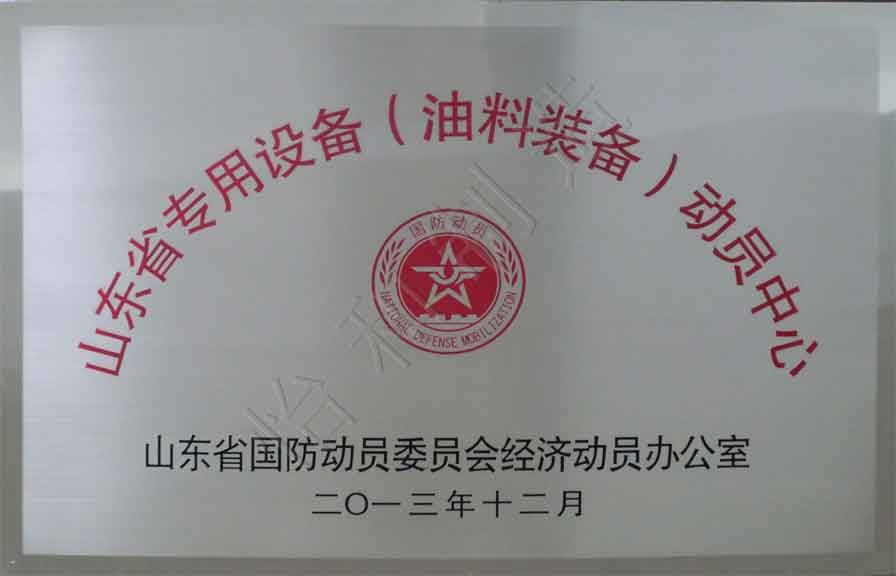 山东省专用设备（油料装备）动员中心
国防动员
NATIONAL DEFENSE MOBILIZATION
山东省国防动员委员会经济动员办公室
二〇一三年十二月